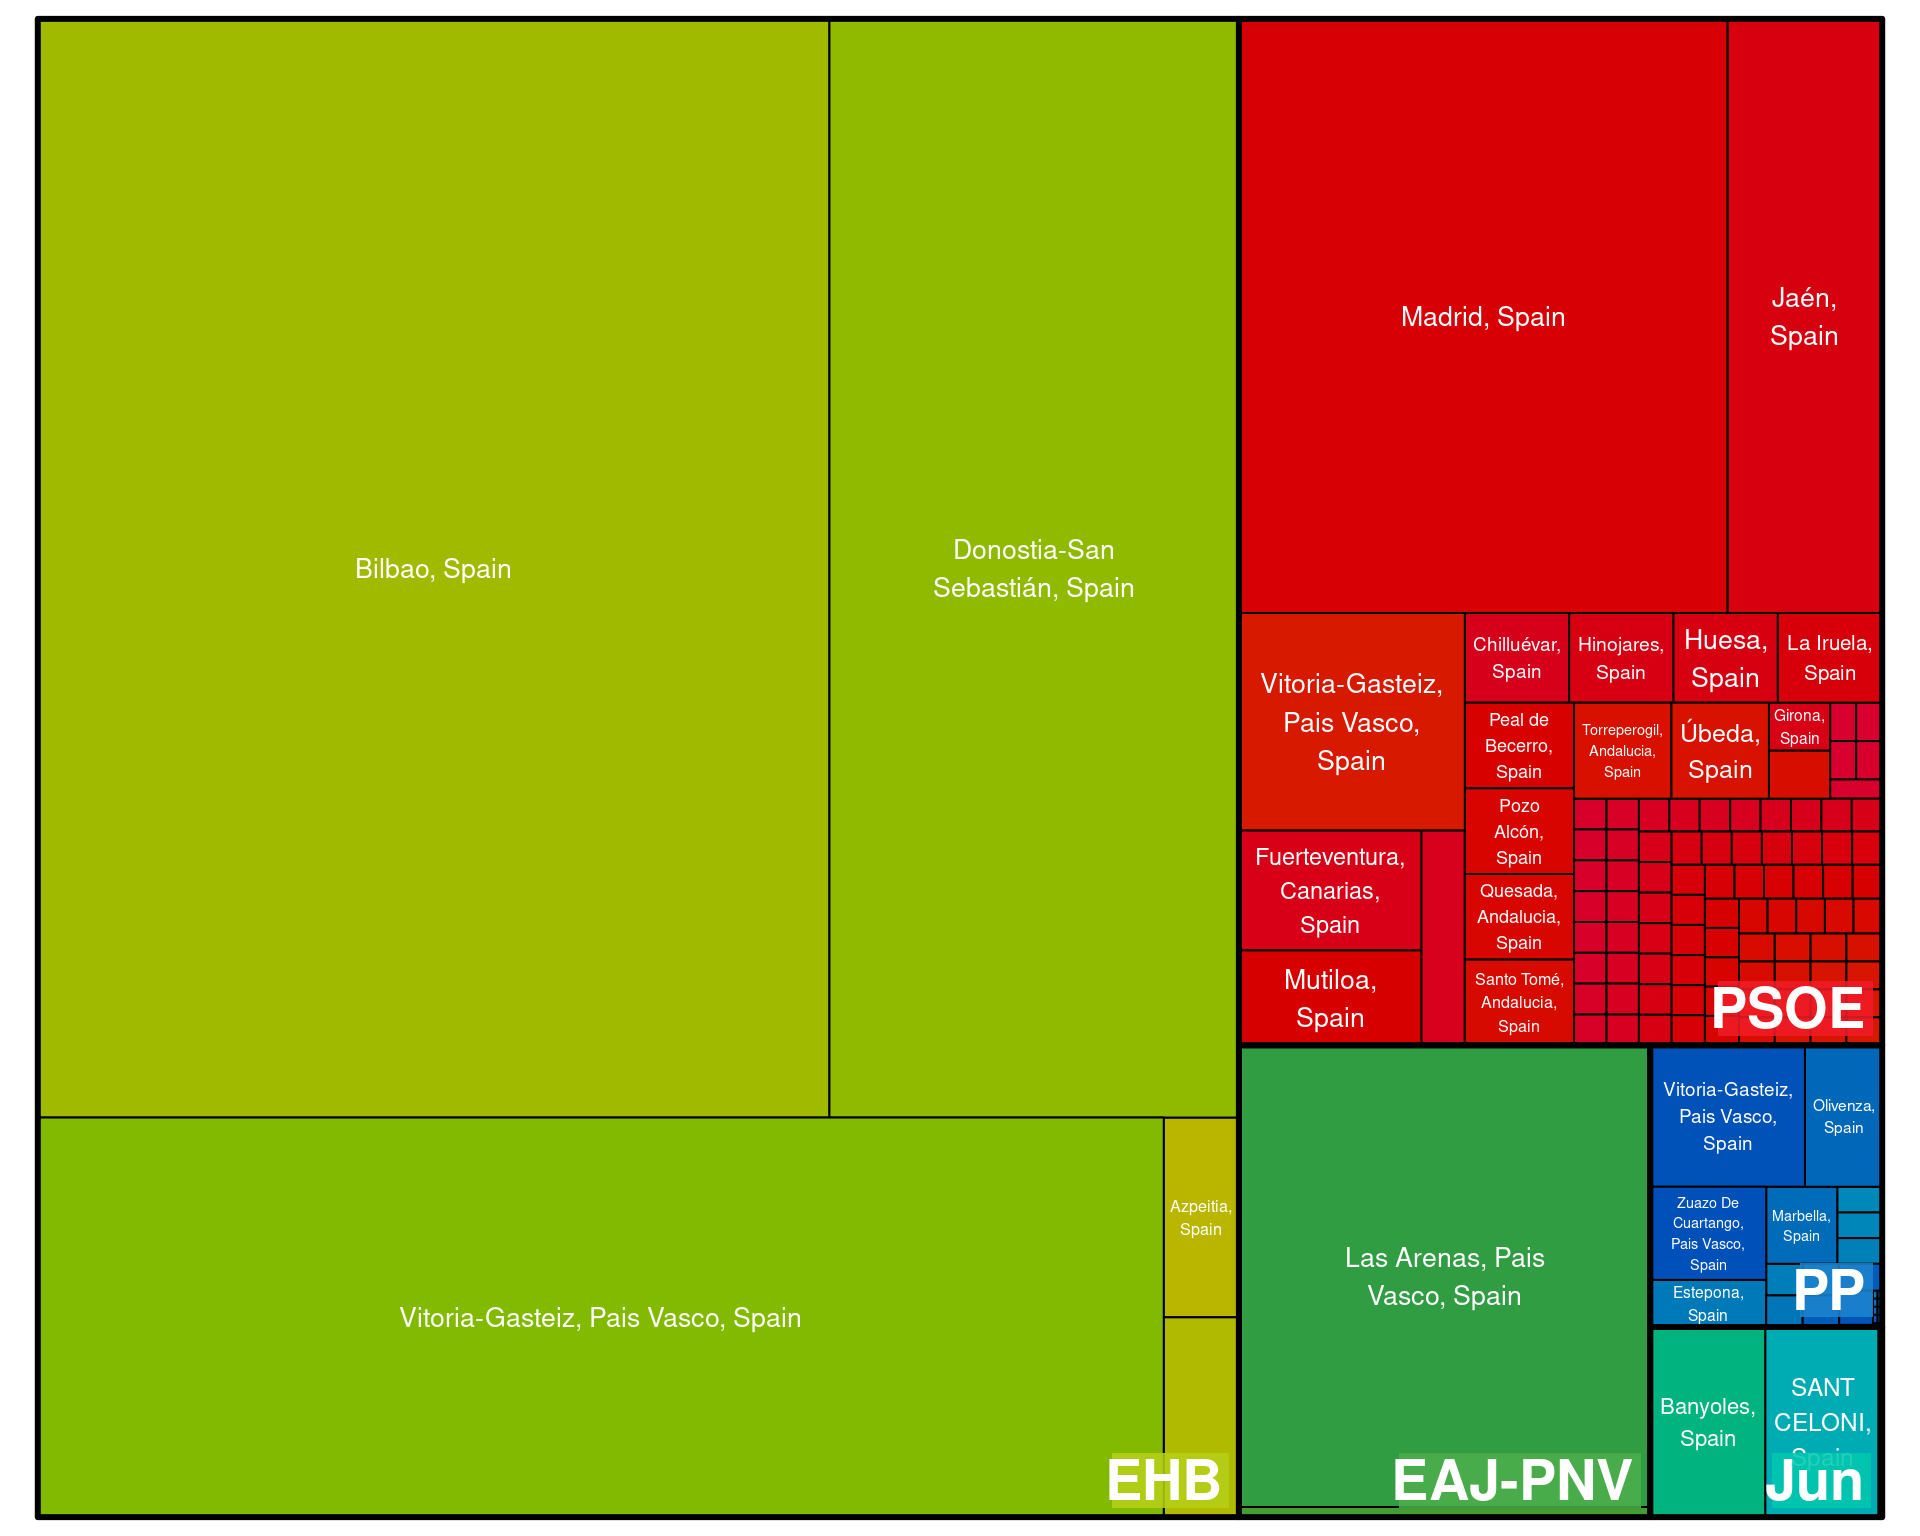 Bilbao, Spain
Donostia-San
Sebastián, Spain
Vitoria-Gasteiz, Pais Vasco, Spain
Azpeitia,
Spain
EHB
Madrid, Spain
Jaén,
Spain
Vitoria-Gasteiz,
Pais Vasco,
Spain
Chilluévar,
Spain
Hinojares,
Spain
Huesa,
Spain
La Iruela,
Spain
Peal de
Becerro,
Spain
Torreperogil,
Andalucia,
Spain
Úbeda,
Spain
Girona,
Spain
Pozo
Alcón,
Spain
Fuerteventura,
Canarias,
Spain
Quesada,
Andalucia,
Spain
Mutiloa,
Spain
Santo Tomé,
Andalucia,
Spain
PSOE
Las Arenas, Pais
Vasco, Spain
EAJ-PNV
Vitoria-Gasteiz,
Pais Vasco,
Spain
Olivenza,
Spain
Zuazo De
Cuartango,
Pais Vasco,
Spain
Marbella,
Spain
Estepona,
Spain
PP
Banyoles,
Spain
SANT
CELONI,
Spain
Jun